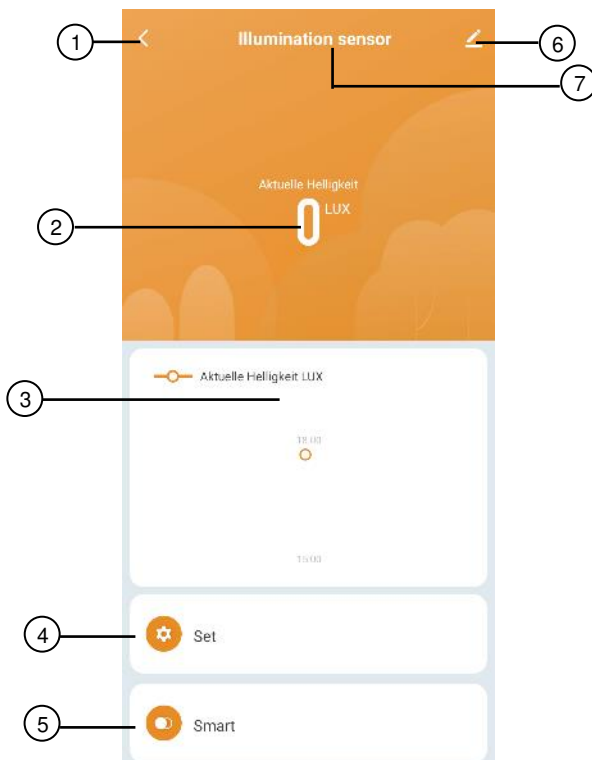 1
Illumination sensor
6
7
Aktuelle Helligkeit
0 LUX
2
Aktuelle Helligkeit LUX
3
18:00
15:00
4
Set
5
Smart